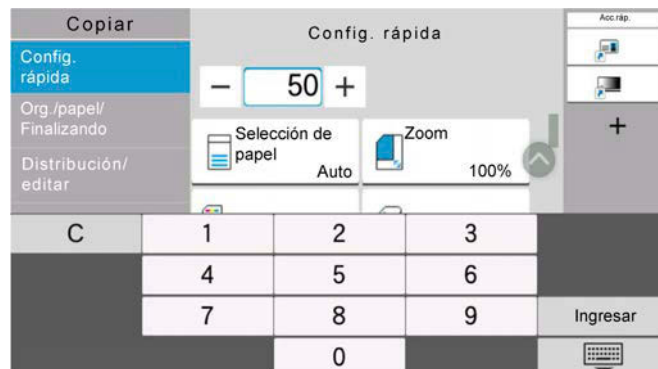 Copiar
Config. rápida
Acc.ráp.
Config.
rápida
− 50 +
Org./papel/
Finalizando
Selección de
papel
Auto
Zoom
100%
+
Distribución/
editar
C
1 2 3
4 5 6
7 8 9
Ingresar
0